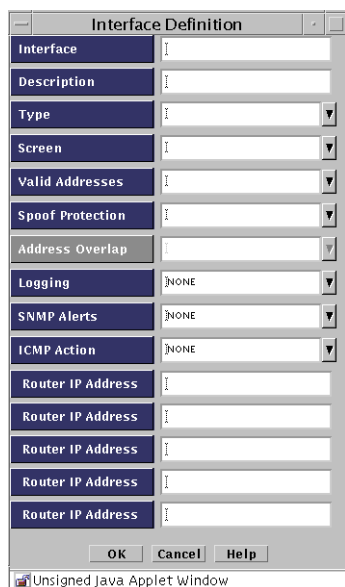 Interface Definition
Interface
Description
Type
Screen
Valid Addresses
Spoof Protection
Address Overlap
Logging NONE
SNMP Alerts NONE
ICMP Action NONE
Router IP Address
Router IP Address
Router IP Address
Router IP Address
Router IP Address
OK Cancel Help
Unsigned Java Applet Window